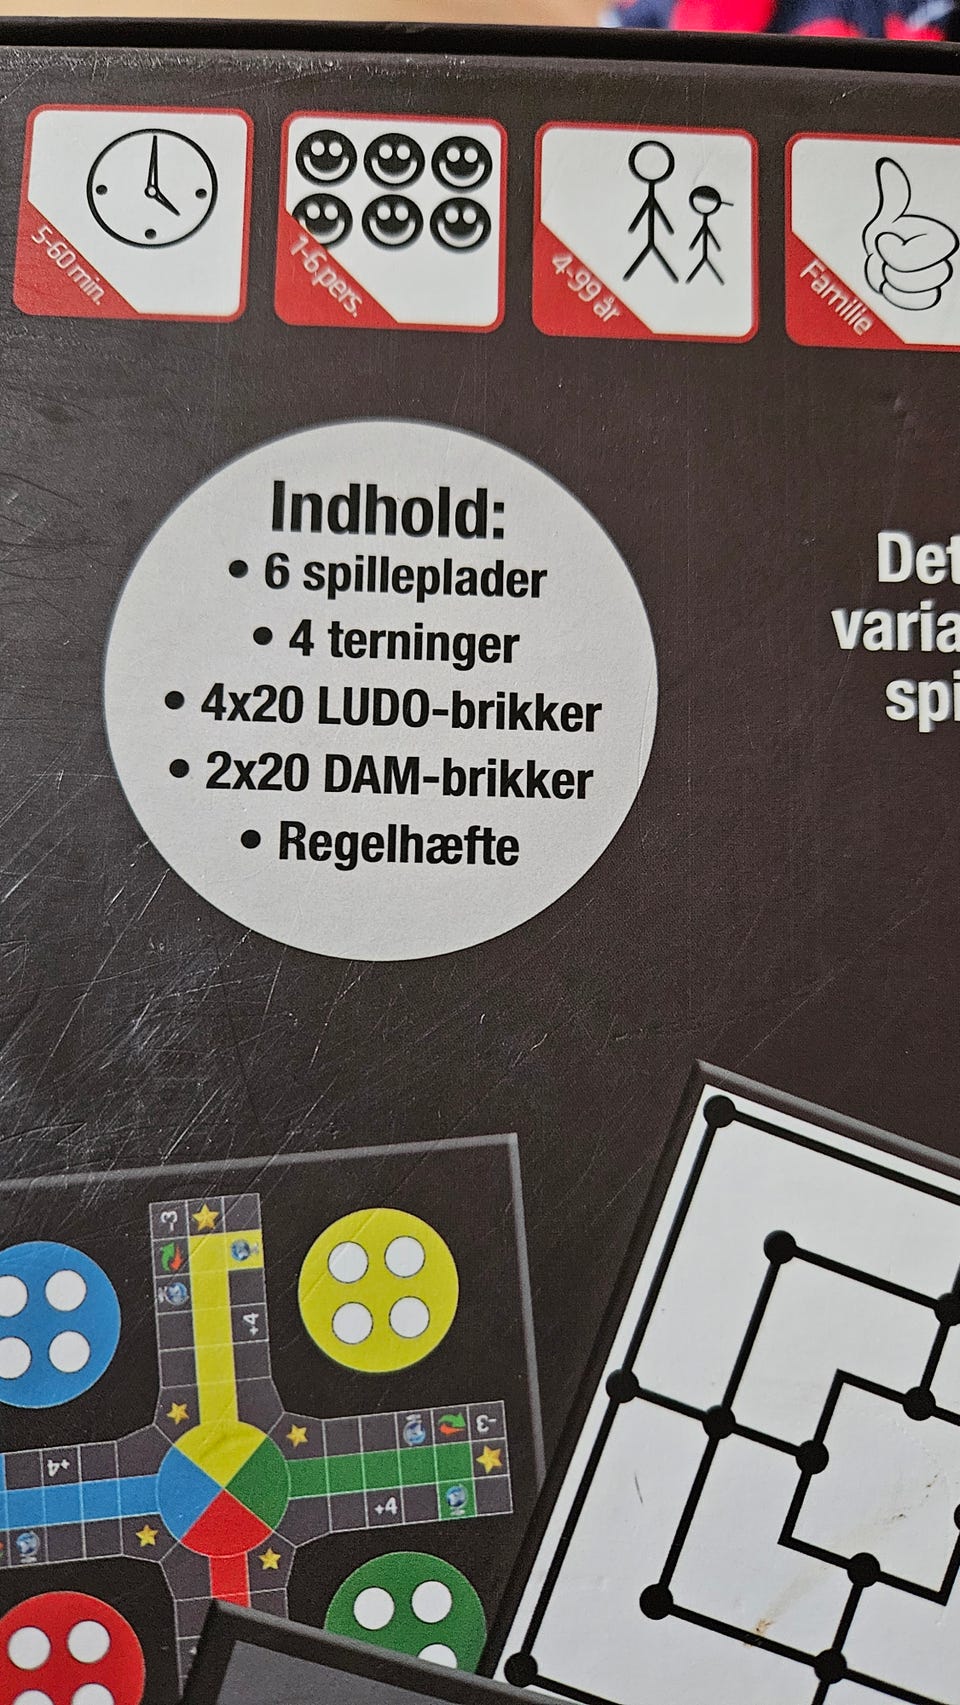 5-60 min.
1-6.pers.
4-99 år
Familie
Indhold:
• 6 spilleplader
• 4 terninger
• 4x20 LUDO-brikker
• 2x20 DAM-brikker
• Regelhæfte
Det
varia
spi
-3
+4
+4
-3
+4